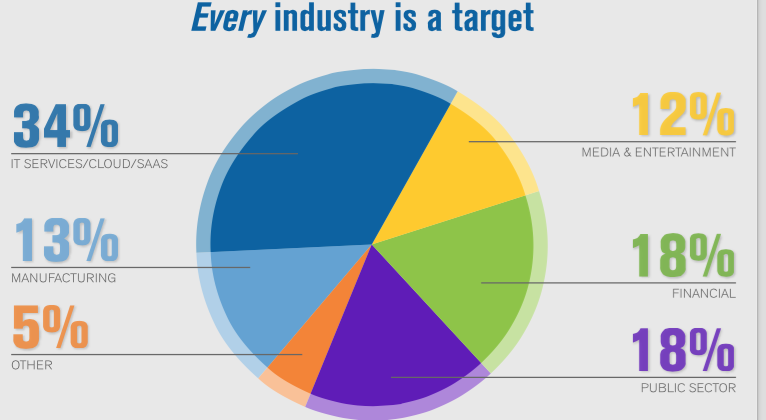 Every industry is a target
34%
IT SERVICES/CLOUD/SAAS
13%
MANUFACTURING
5%
OTHER
12%
MEDIA & ENTERTAINMENT
18%
FINANCIAL
18%
PUBLIC SECTOR